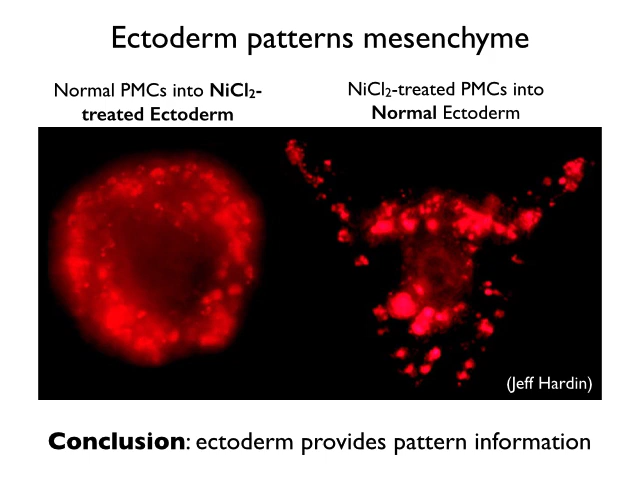 Ectoderm patterns mesenchyme
Normal PMCs into NiCl₂-
treated Ectoderm
NiCl₂-treated PMCs into
Normal Ectoderm
(Jeff Hardin)
Conclusion: ectoderm provides pattern information